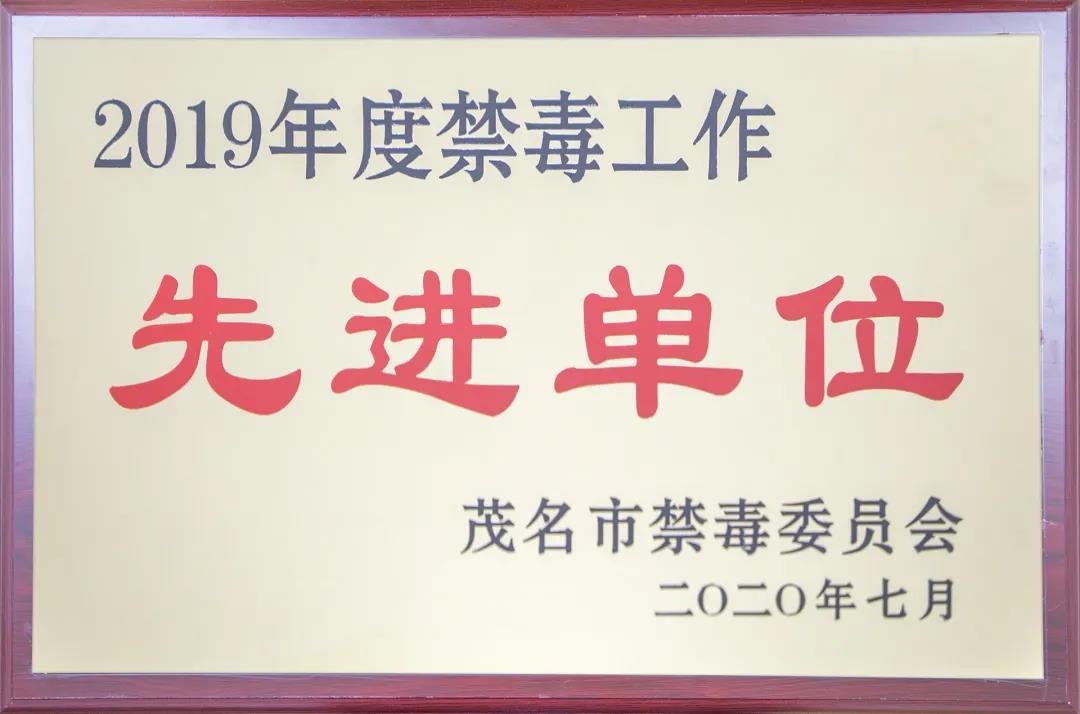 2019年度禁毒工作
先进单位
茂名市禁毒委员会
二〇二〇年七月